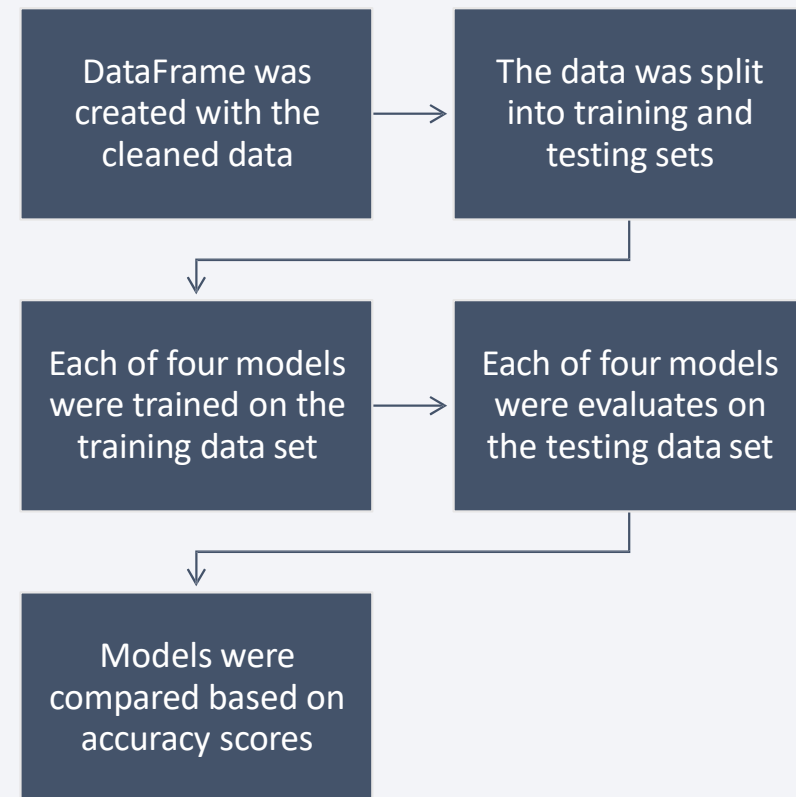 DataFrame was
created with the
cleaned data
The data was split
into training and
testing sets
Each of four models
were trained on the
training data set
Each of four models
were evaluates on
the testing data set
Models were
compared based on
accuracy scores